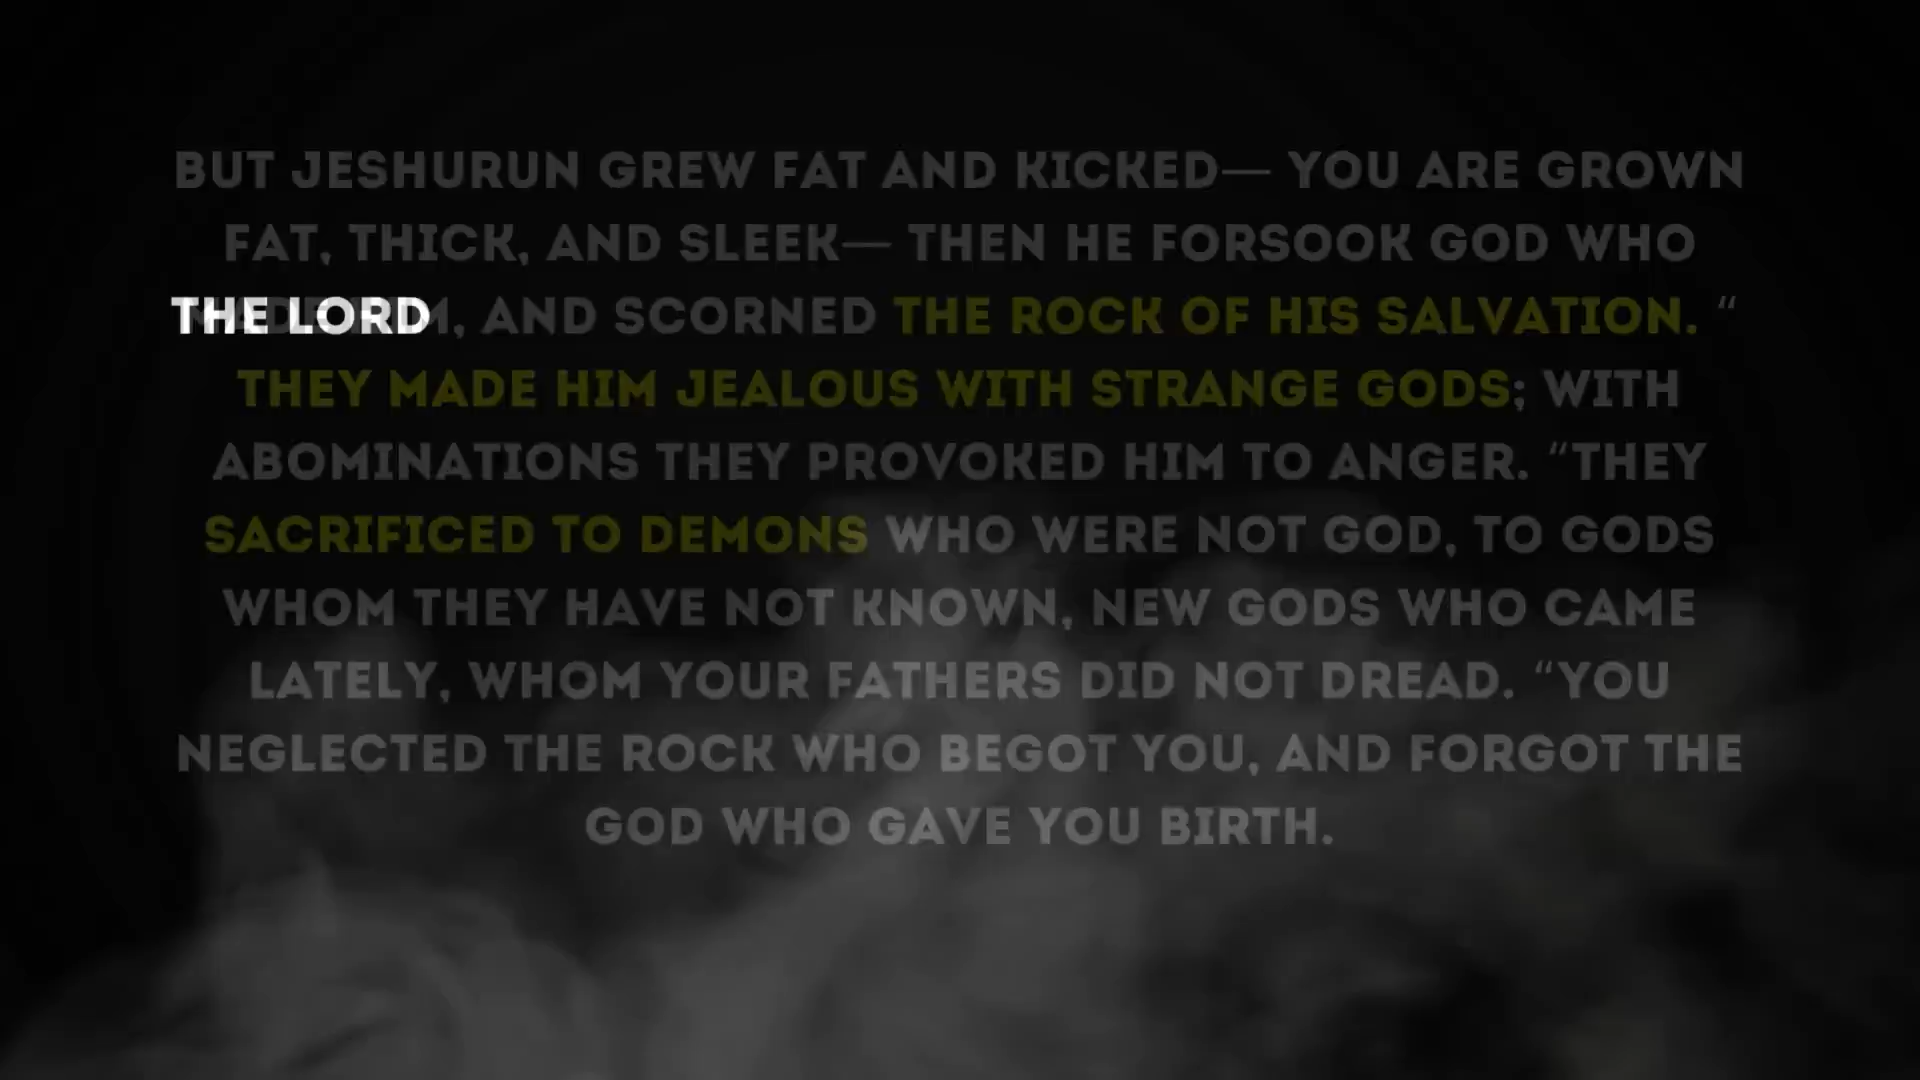 BUT JESHURUN GREW FAT AND KICKED— YOU ARE GROWN
FAT, THICK, AND SLEEK— THEN HE FORSOOK GOD WHO
THE LORD
, AND SCORNED THE ROCK OF HIS SALVATION. “
THEY MADE HIM JEALOUS WITH STRANGE GODS; WITH
ABOMINATIONS THEY PROVOKED HIM TO ANGER. “THEY
SACRIFICED TO DEMONS WHO WERE NOT GOD, TO GODS
WHOM THEY HAVE NOT KNOWN, NEW GODS WHO CAME
LATELY, WHOM YOUR FATHERS DID NOT DREAD. “YOU
NEGLECTED THE ROCK WHO BEGOT YOU, AND FORGOT THE
GOD WHO GAVE YOU BIRTH.